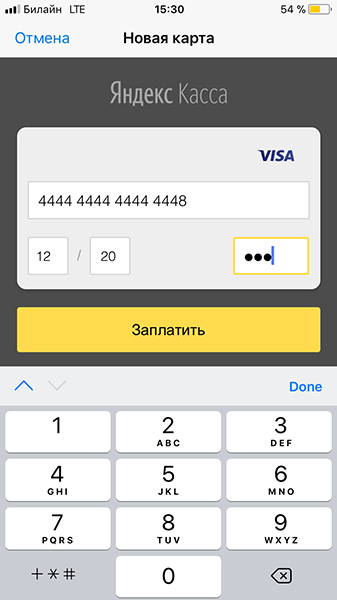 Билайн LTE 15:30 54 %
Отмена Новая карта
Яндекс Касса
VISA
4444 4444 4444 4448
12 / 20 ●●●
Заплатить
Done
1 2 3
ABC DEF
4 5 6
GHI JKL MNO
7 8 9
PQRS TUV WXYZ
+ * # 0